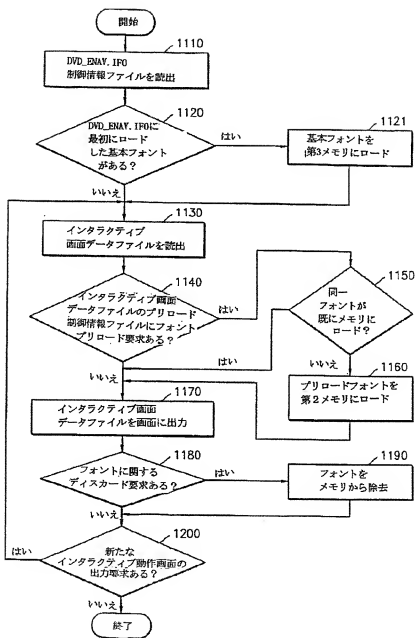 開始
1110
DVD_ENAV.IFO
制御情報ファイルを読出
1120
DVD_ENAV.IFOに
最初にロード
した基本フォント
がある?
はい
1121
基本フォントを
第3メモリにロード
いいえ
1130
インタラクティブ
画面データファイルを読出
1140
インタラクティブ画面
データファイルのプリロード
制御情報ファイルにフォント
プリロード要求ある?
はい
1150
同一
フォントが
既にメモリに
ロード?
はい
いいえ
いいえ
1160
プリロードフォントを
第2メモリにロード
1170
インタラクティブ画面
データファイルを画面に出力
1180
フォントに関する
ディスカード要求ある?
はい
1190
フォントを
メモリから除去
いいえ
1200
新たな
インタラクティブ動作画面の
出力要求ある?
はい
いいえ
終了